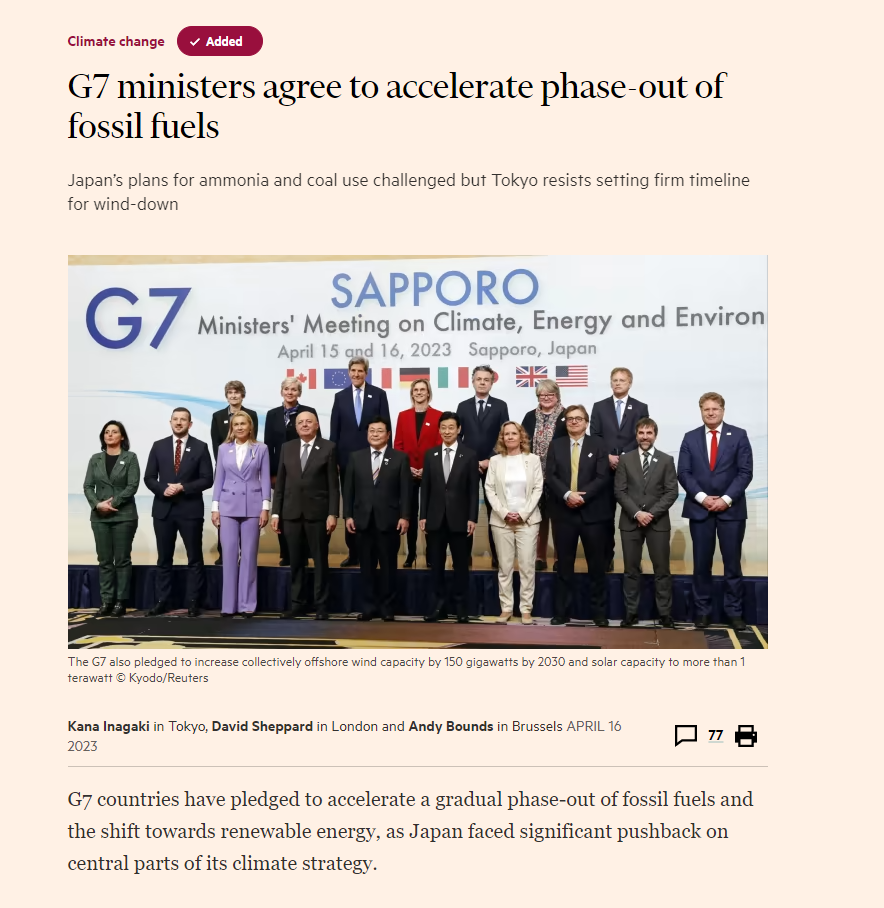 Climate change
Added
G7 ministers agree to accelerate phase-out of
fossil fuels
Japan’s plans for ammonia and coal use challenged but Tokyo resists setting firm timeline
for wind-down
G7
SAPPORO
Ministers' Meeting on Climate, Energy and Environ
April 15 and 16, 2023 Sapporo, Japan
The G7 also pledged to increase collectively offshore wind capacity by 150 gigawatts by 2030 and solar capacity to more than 1
terawatt © Kyodo/Reuters
Kana Inagaki in Tokyo, David Sheppard in London and Andy Bounds in Brussels APRIL 16
2023
77
G7 countries have pledged to accelerate a gradual phase-out of fossil fuels and
the shift towards renewable energy, as Japan faced significant pushback on
central parts of its climate strategy.